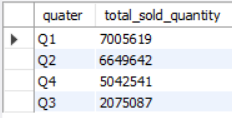 quater total_sold_quantity
Q1 7005619
Q2 6649642
Q4 5042541
Q3 2075087